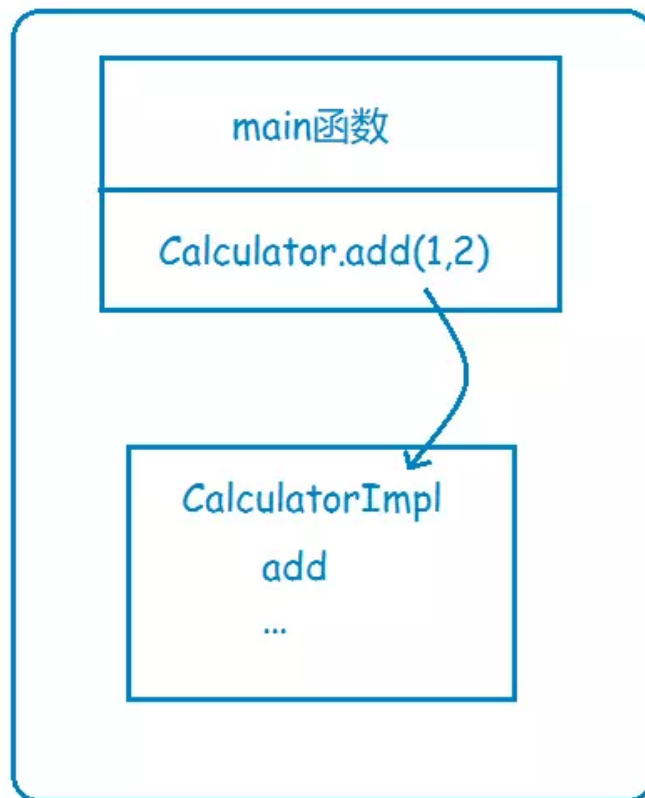 main函数
Calculator.add(1,2)
CalculatorImpl
add
...